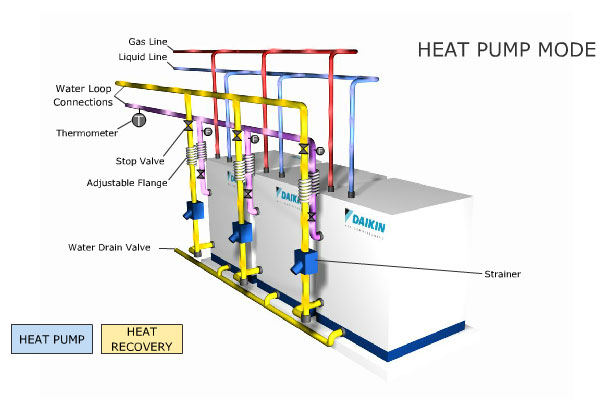 HEAT PUMP MODE
Gas Line
Liquid Line
Water Loop
Connections
Thermometer
T
Stop Valve
Adjustable Flange
Water Drain Valve
Strainer
DAIKIN
DAIKIN
DAIKIN
HEAT PUMP
HEAT
RECOVERY